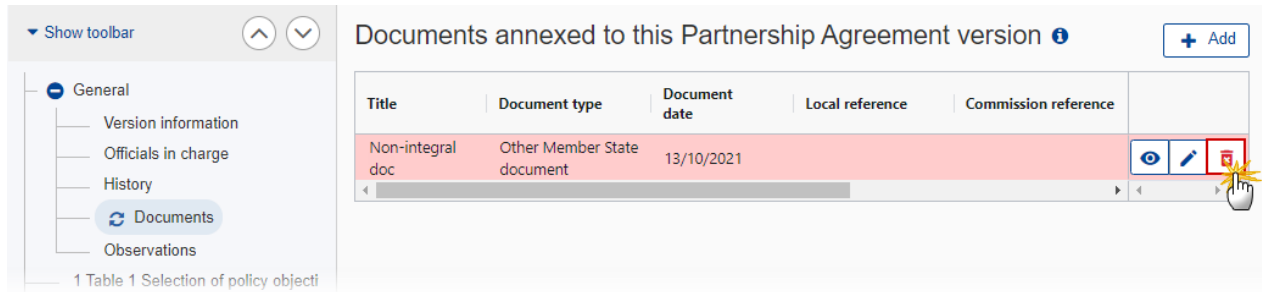 Show toolbar
General
Version information
Officials in charge
History
Documents
Observations
1 Table 1 Selection of policy objecti
Documents annexed to this Partnership Agreement version
+ Add
Title
Document type
Document
date
Local reference
Commission reference
Non-integral
doc
Other Member State
document
13/10/2021